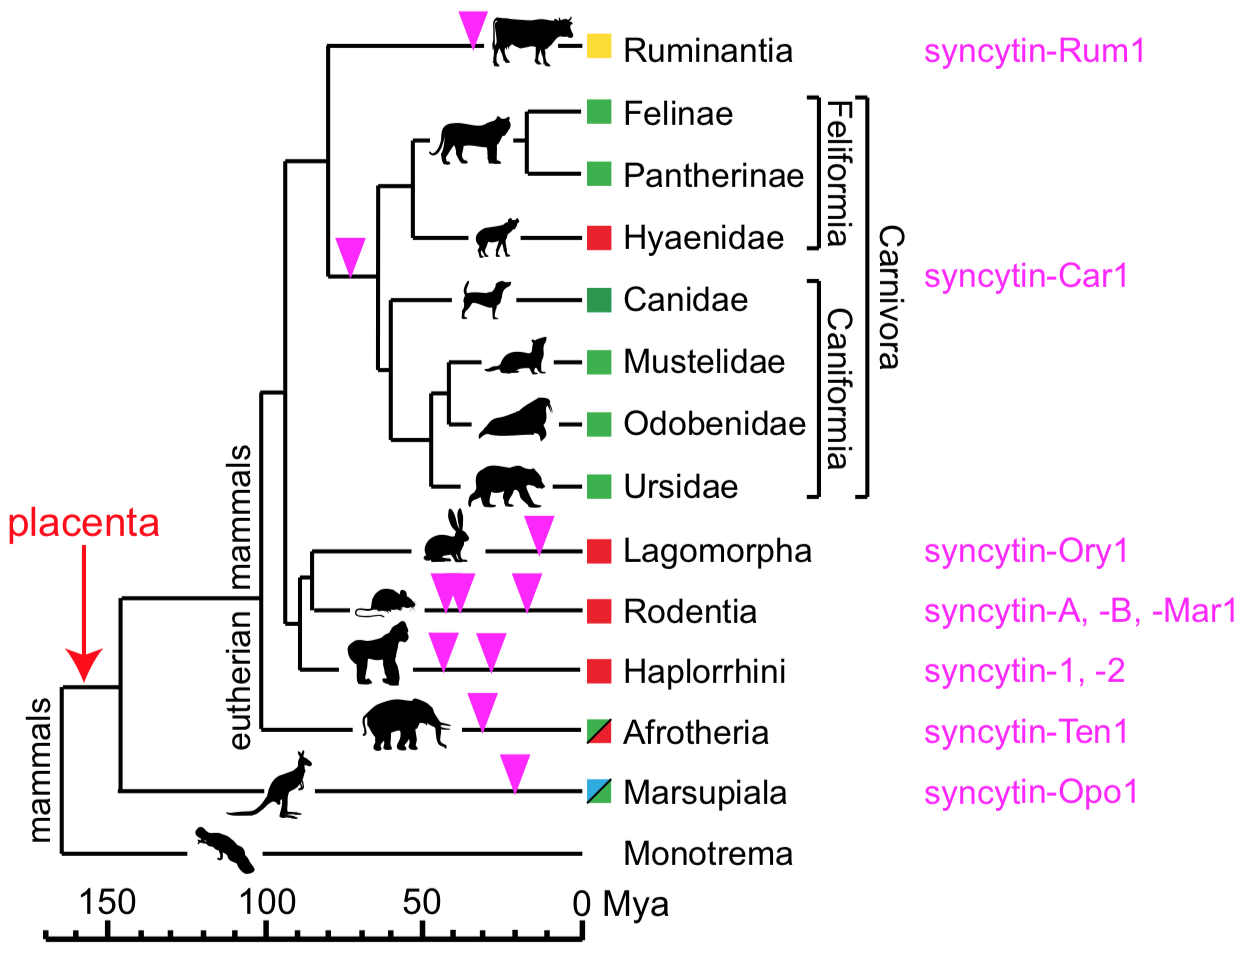 Ruminantia syncytin-Rum1
Felinae
Pantherinae
Hyaenidae
Feliformia
Canidae
syncytin-Car1
Carnivora
Mustelidae
Odobenidae
Caniformia
Ursidae
placenta
eutherian mammals
Lagomorpha syncytin-Ory1
Rodentia syncytin-A, -B, -Mar1
Haplorrhini syncytin-1, -2
Afrotheria syncytin-Ten1
mammals
Marsupiala syncytin-Opo1
Monotrema
150 100 50 0 Mya